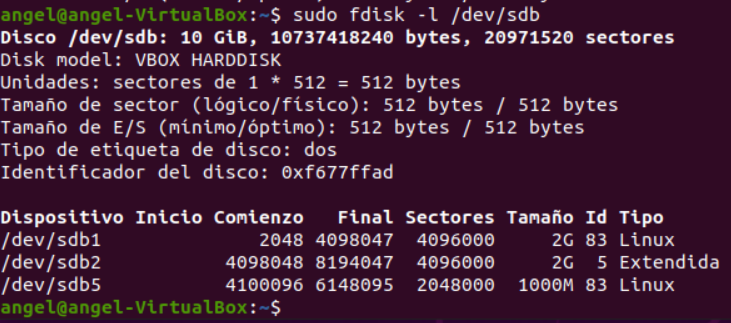 angel@angel-VirtualBox:~$ sudo fdisk -l /dev/sdb
Disco /dev/sdb: 10 GiB, 10737418240 bytes, 20971520 sectores
Disk model: VBOX HARDDISK
Unidades: sectores de 1 * 512 = 512 bytes
Tamaño de sector (lógico/físico): 512 bytes / 512 bytes
Tamaño de E/S (mínimo/óptimo): 512 bytes / 512 bytes
Tipo de etiqueta de disco: dos
Identificador del disco: 0xf677ffad

Dispositivo Inicio Comienzo   Final Sectores Tamaño Id Tipo
/dev/sdb1              2048 4098047  4096000     2G 83 Linux
/dev/sdb2           4098048 8194047  4096000     2G  5 Extendida
/dev/sdb5           4100096 6148095  2048000  1000M 83 Linux
angel@angel-VirtualBox:~$